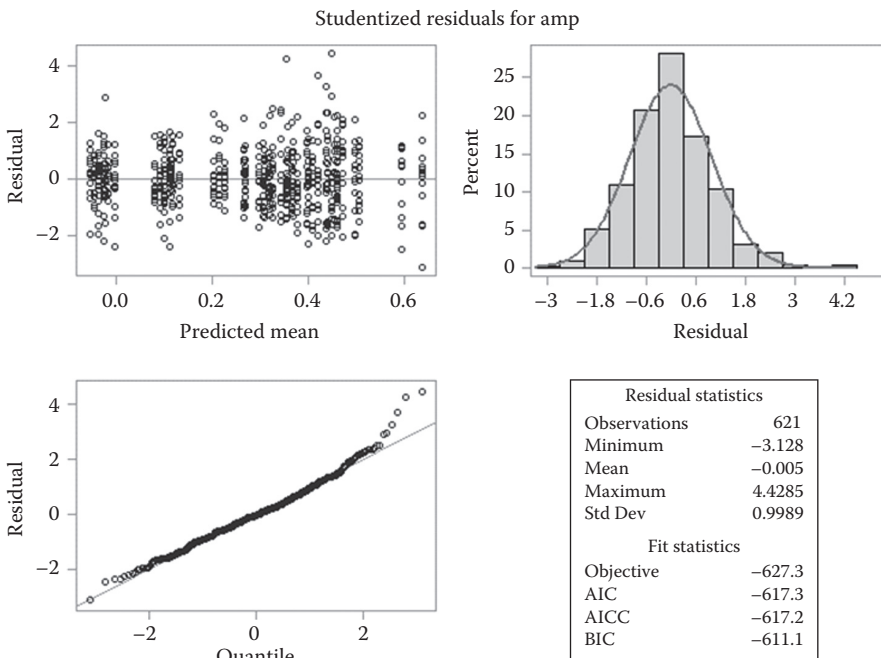 Studentized residuals for amp
4
2
0
−2
Residual
0.0 0.2 0.4 0.6
Predicted mean
25
20
15
10
5
0
Percent
−3 −1.8 −0.6 0.6 1.8 3 4.2
Residual
4
2
0
−2
Residual
−2 0 2
Quantile
Residual statistics
Observations 621
Minimum −3.128
Mean −0.005
Maximum 4.4285
Std Dev 0.9989
Fit statistics
Objective −627.3
AIC −617.3
AICC −617.2
BIC −611.1